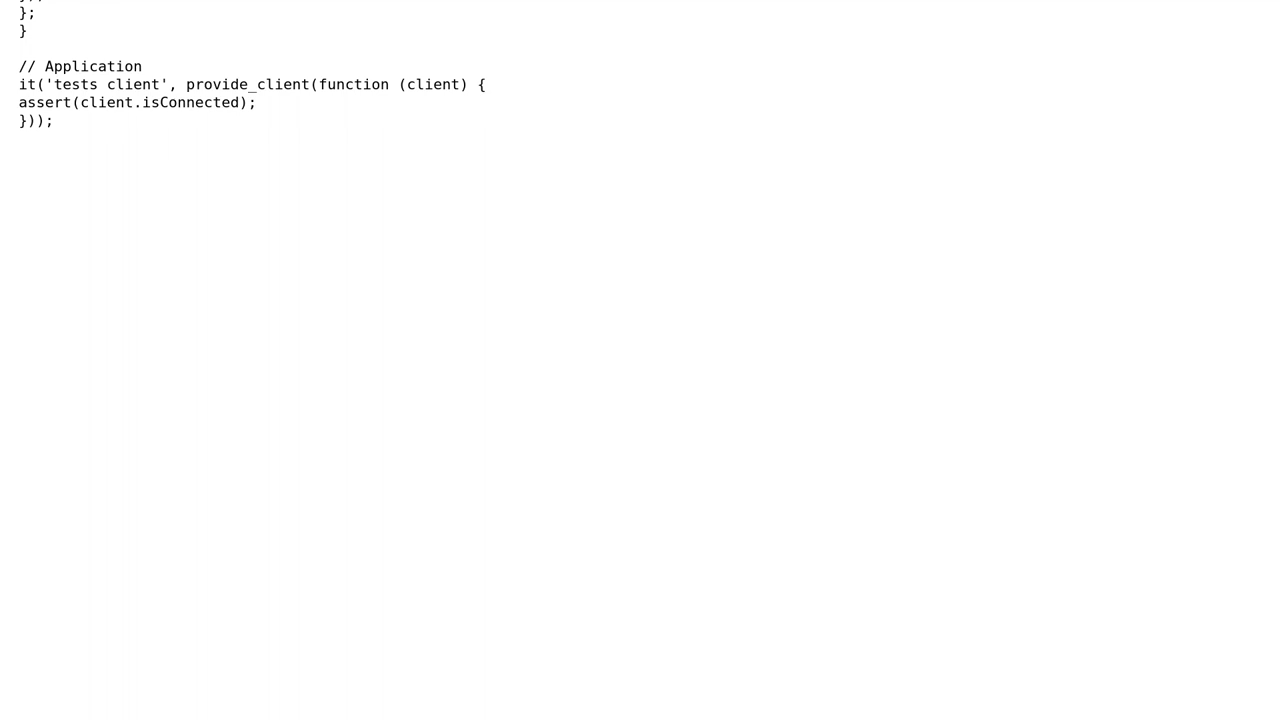 };
}
// Application
it('tests client', provide_client(function (client) {
assert(client.isConnected);
}));